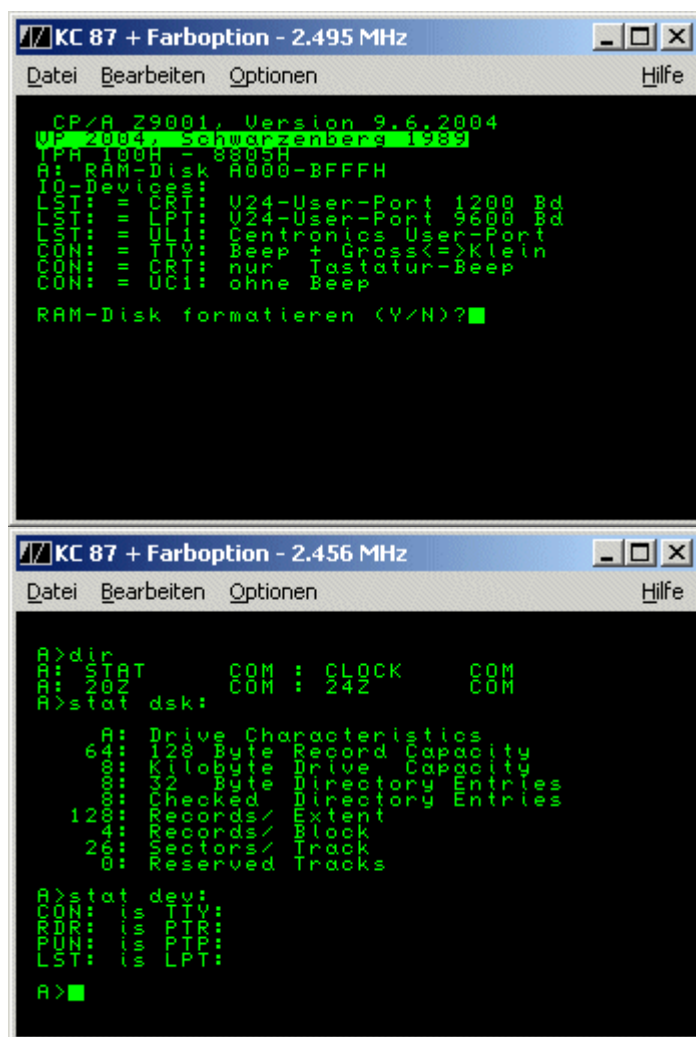 KC 87 + Farboption - 2.495 MHz
Datei Bearbeiten Optionen Hilfe
CP/A Z9001, Version 9.6.2004
VP 2004, Schwarzenberg 1989
TPA 100H - 8805H
A: RAM-Disk A000-BFFFH
IO-Devices:
LST: = CRT: V24-User-Port 1200 Bd
LST: = LPT: V24-User-Port 9600 Bd
LST: = UL1: Centronics User-Port
CON: = TTY: Beep + Gross<=>Klein
CON: = CRT: nur Tastatur-Beep
CON: = UC1: ohne Beep
RAM-Disk formatieren (Y/N)?
KC 87 + Farboption - 2.456 MHz
Datei Bearbeiten Optionen Hilfe
A>dir
A: STAT COM : CLOCK COM
A: 20Z COM : 24Z COM
A>stat dsk:
A: Drive Characteristics
64: 128 Byte Record Capacity
8: Kilobyte Drive Capacity
8: 32 Byte Directory Entries
8: Checked Directory Entries
128: Records/ Extent
4: Records/ Block
26: Sectors/ Track
0: Reserved Tracks
A>stat dev:
CON: is TTY:
RDR: is PTR:
PUN: is PTP:
LST: is LPT:
A>